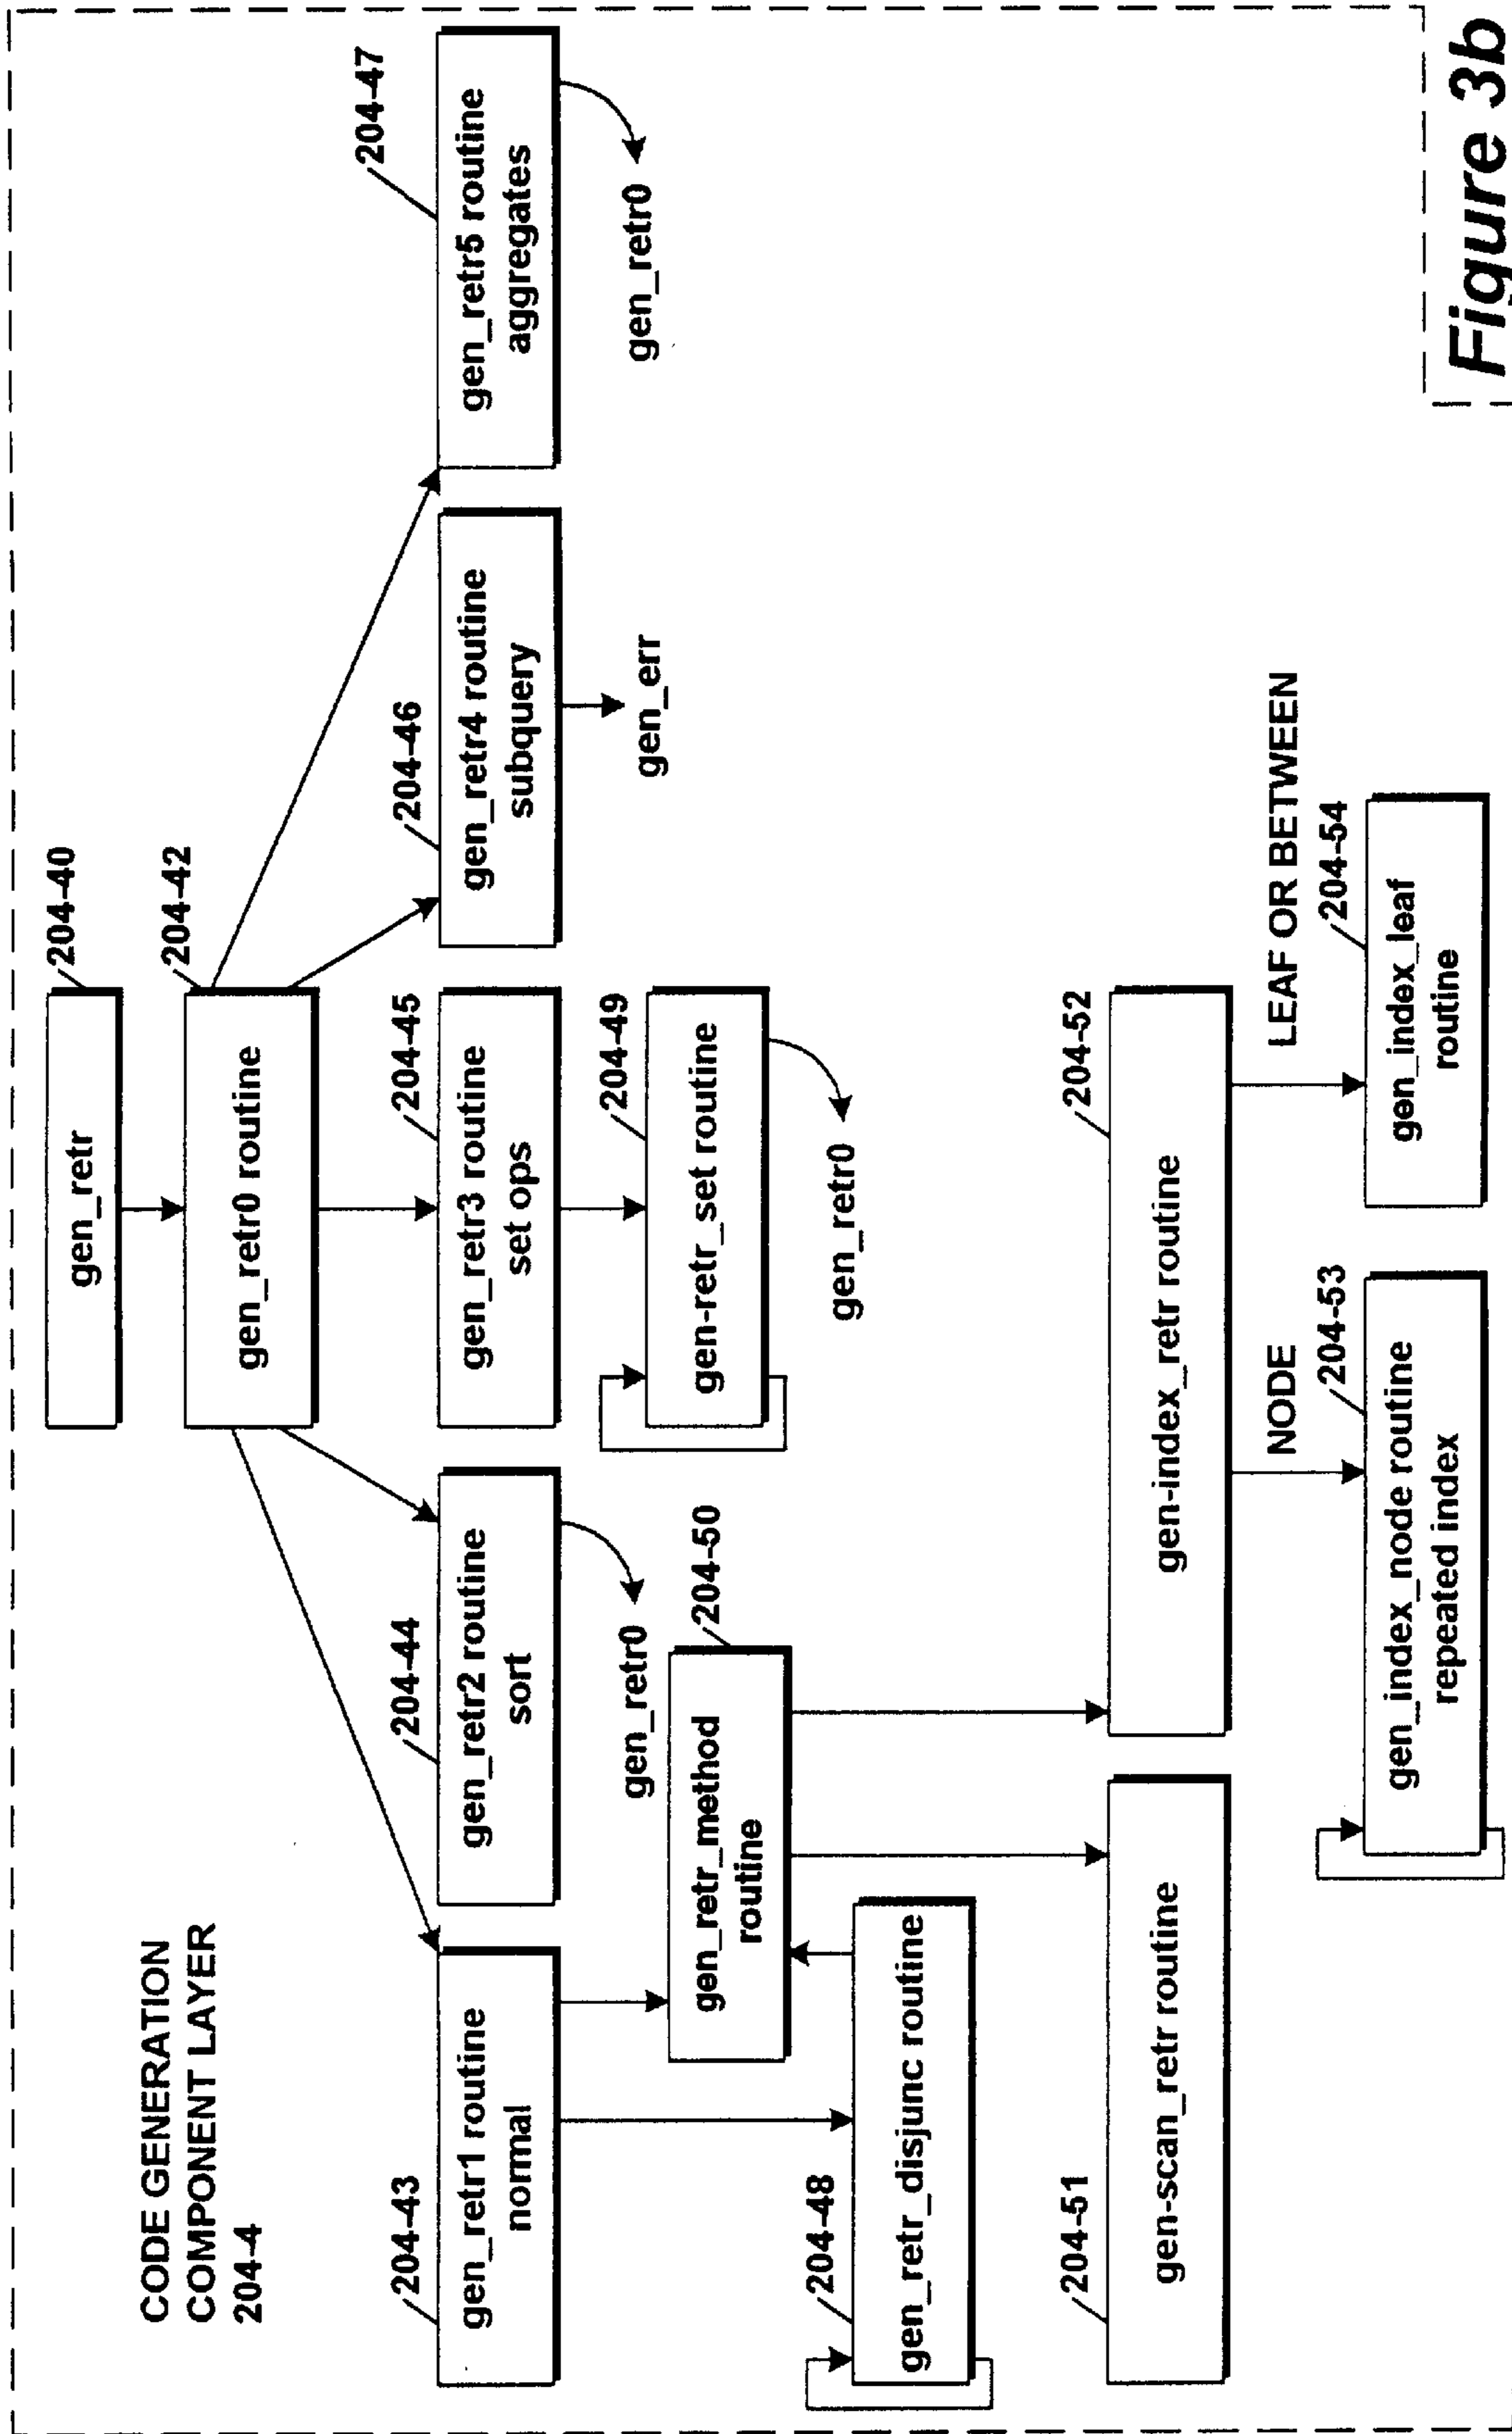 CODE GENERATION
COMPONENT LAYER
204-4
204-40
gen_retr
204-42
gen_retr0 routine
204-43
gen_retr1 routine
normal
204-44
gen_retr2 routine
sort
gen_retr0
204-45
gen_retr3 routine
set ops
204-46
gen_retr4 routine
subquery
gen_err
204-47
gen_retr5 routine
aggregates
gen_retr0
204-49
gen-retr_set routine
gen_retr0
204-50
gen_retr_method
routine
204-48
gen_retr_disjunc routine
204-51
gen-scan_retr routine
204-52
gen-index_retr routine
NODE
LEAF OR BETWEEN
204-53
gen_index_node routine
repeated index
204-54
gen_index_leaf
routine
Figure 3b